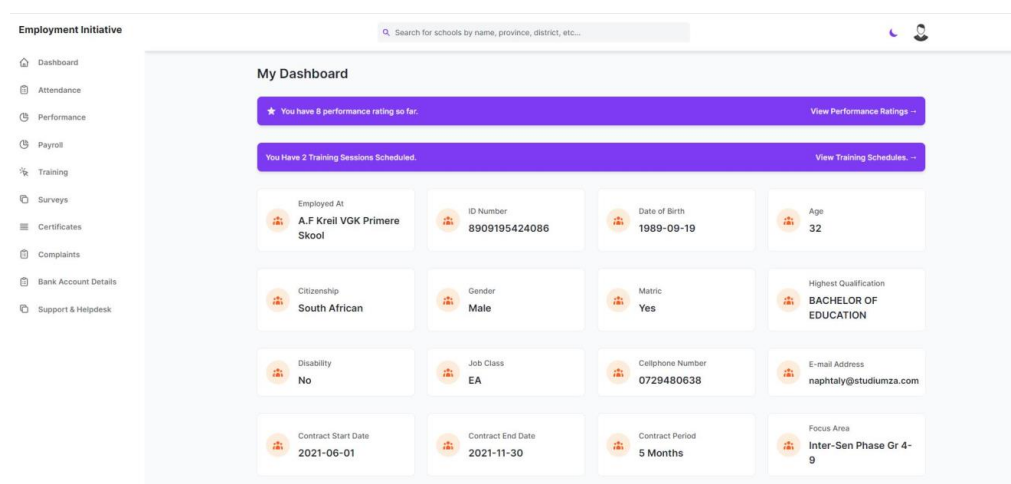 Employment Initiative
Search for schools by name, province, district, etc...
Dashboard
Attendance
Performance
Payroll
Training
Surveys
Certificates
Complaints
Bank Account Details
Support & Helpdesk
My Dashboard
You have 8 performance rating so far.
View Performance Ratings →
You Have 2 Training Sessions Scheduled.
View Training Schedules. →
Employed At
A.F Kreil VGK Primere
Skool
ID Number
8909195424086
Date of Birth
1989-09-19
Age
32
Citizenship
South African
Gender
Male
Matric
Yes
Highest Qualification
BACHELOR OF
EDUCATION
Disability
No
Job Class
EA
Cellphone Number
0729480638
E-mail Address
naphtaly@studiumza.com
Contract Start Date
2021-06-01
Contract End Date
2021-11-30
Contract Period
5 Months
Focus Area
Inter-Sen Phase Gr 4-
9